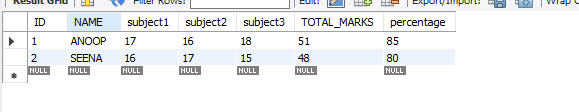 Result Grid Filter Rows: Edit: Export/Import: Wrap C
ID NAME subject1 subject2 subject3 TOTAL_MARKS percentage
1 ANOOP 17 16 18 51 85
2 SEENA 16 17 15 48 80
NULL NULL NULL NULL NULL NULL NULL